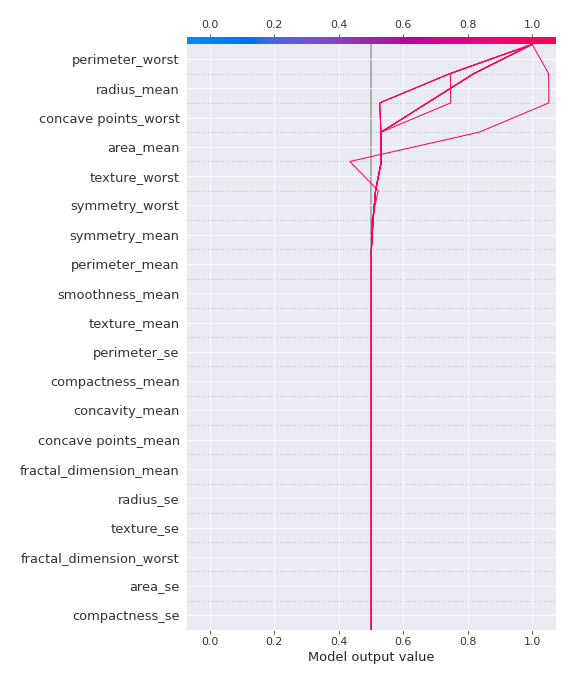 0.0 0.2 0.4 0.6 0.8 1.0
perimeter_worst
radius_mean
concave points_worst
area_mean
texture_worst
symmetry_worst
symmetry_mean
perimeter_mean
smoothness_mean
texture_mean
perimeter_se
compactness_mean
concavity_mean
concave points_mean
fractal_dimension_mean
radius_se
texture_se
fractal_dimension_worst
area_se
compactness_se
0.0 0.2 0.4 0.6 0.8 1.0
Model output value